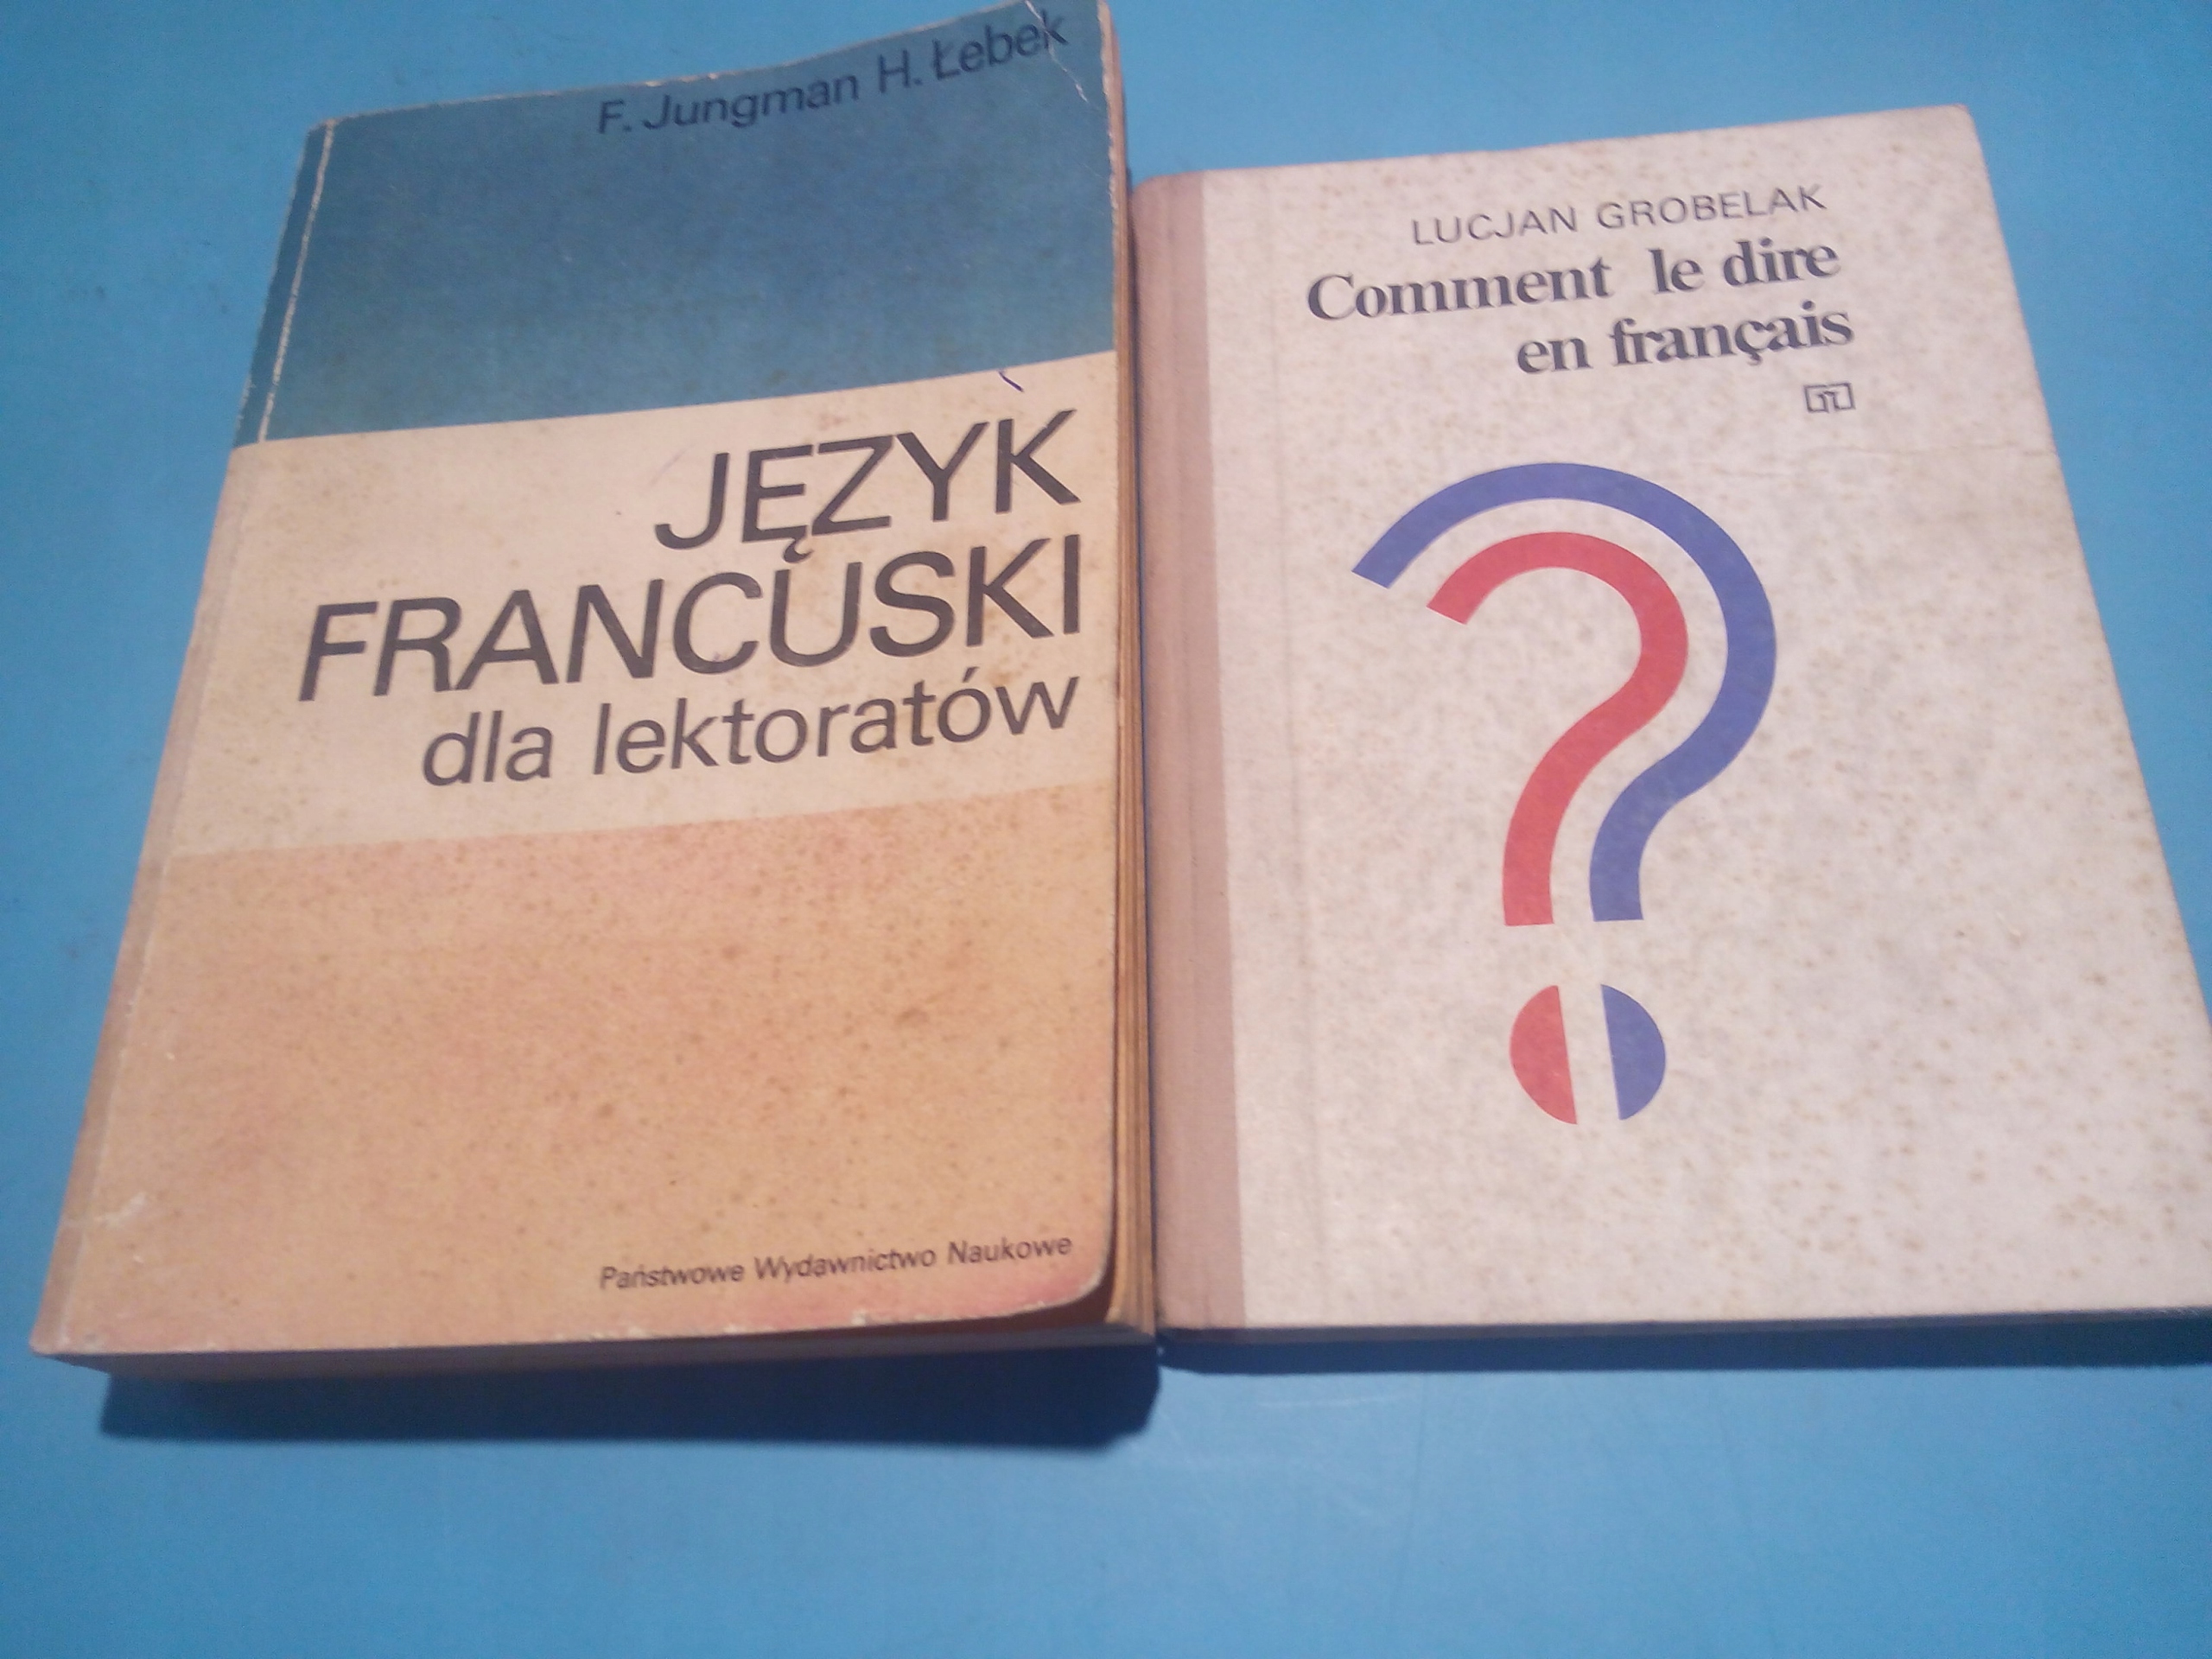 F. Jungman H. Łebek
JĘZYK
FRANCUSKI
dla lektoratów
Państwowe Wydawnictwo Naukowe
LUCJAN GROBELAK
Comment le dire
en français
?